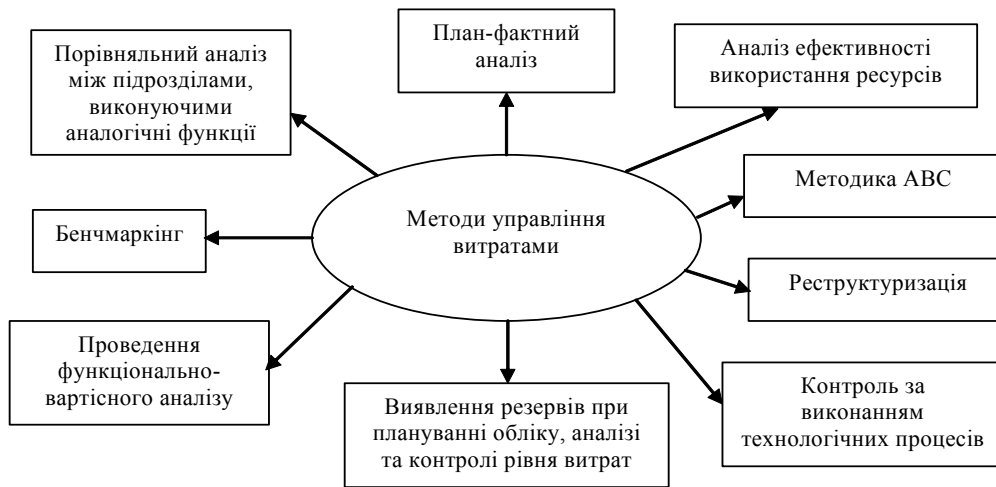 Порівняльний аналіз
між підрозділами,
виконуючими
аналогічні функції
План-фактний
аналіз
Аналіз ефективності
використання ресурсів
Методика АВС
Методи управління
витратами
Бенчмаркінг
Реструктуризація
Проведення
функціонально-
вартісного аналізу
Виявлення резервів при
плануванні обліку, аналізі
та контролі рівня витрат
Контроль за
виконанням
технологічних процесів